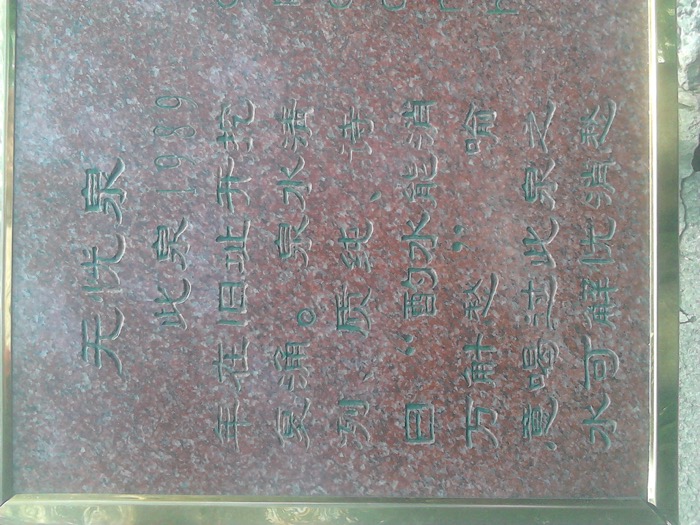 无忧泉
此泉1989
年在旧址开挖
复涌。泉水清
冽、质纯、诗
曰“酌水能消
万斛愁”喻
意喝过此泉之
水可解忧消愁